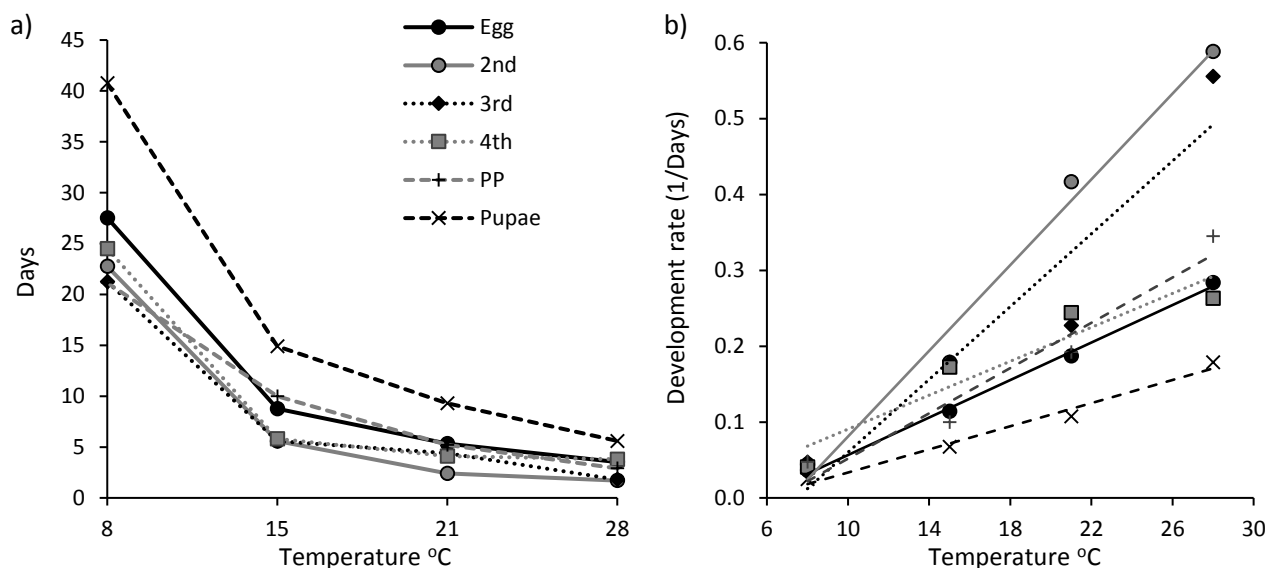 a)
45
40
35
30
25
20
15
10
5
0
Days
8
15
21
28
Temperature °C
Egg
2nd
3rd
4th
PP
Pupae
b)
0.6
0.5
0.4
0.3
0.2
0.1
0.0
Development rate (1/Days)
6
10
14
18
22
26
30
Temperature °C